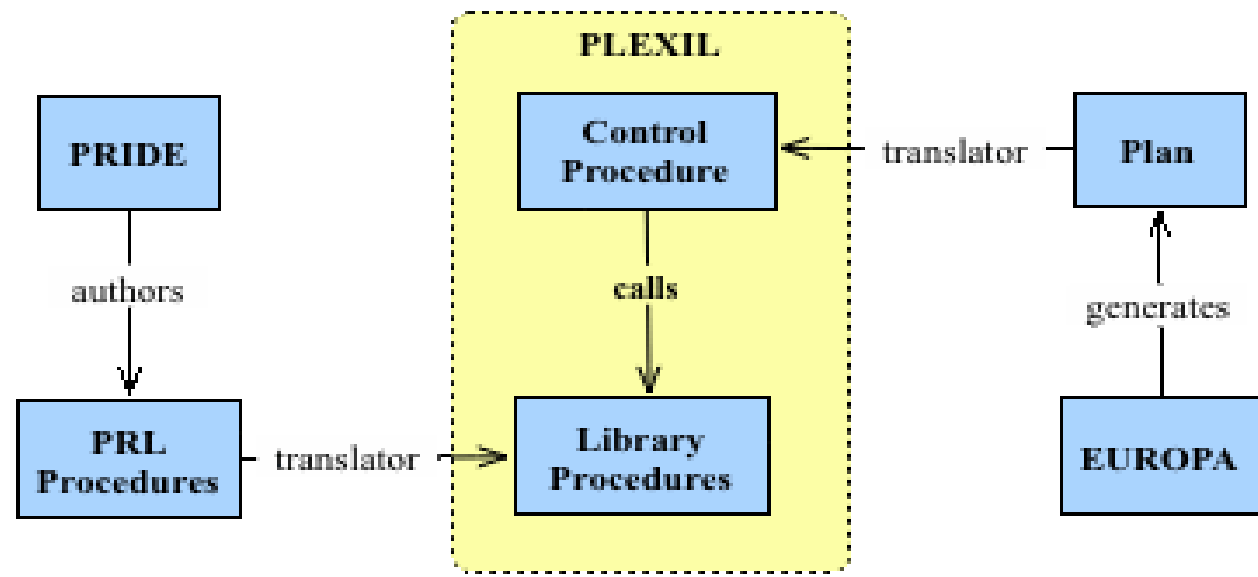 PLEXIL
PRIDE
Control
Procedure
translator
Plan
authors
calls
generates
PRL
Procedures
translator
Library
Procedures
EUROPA